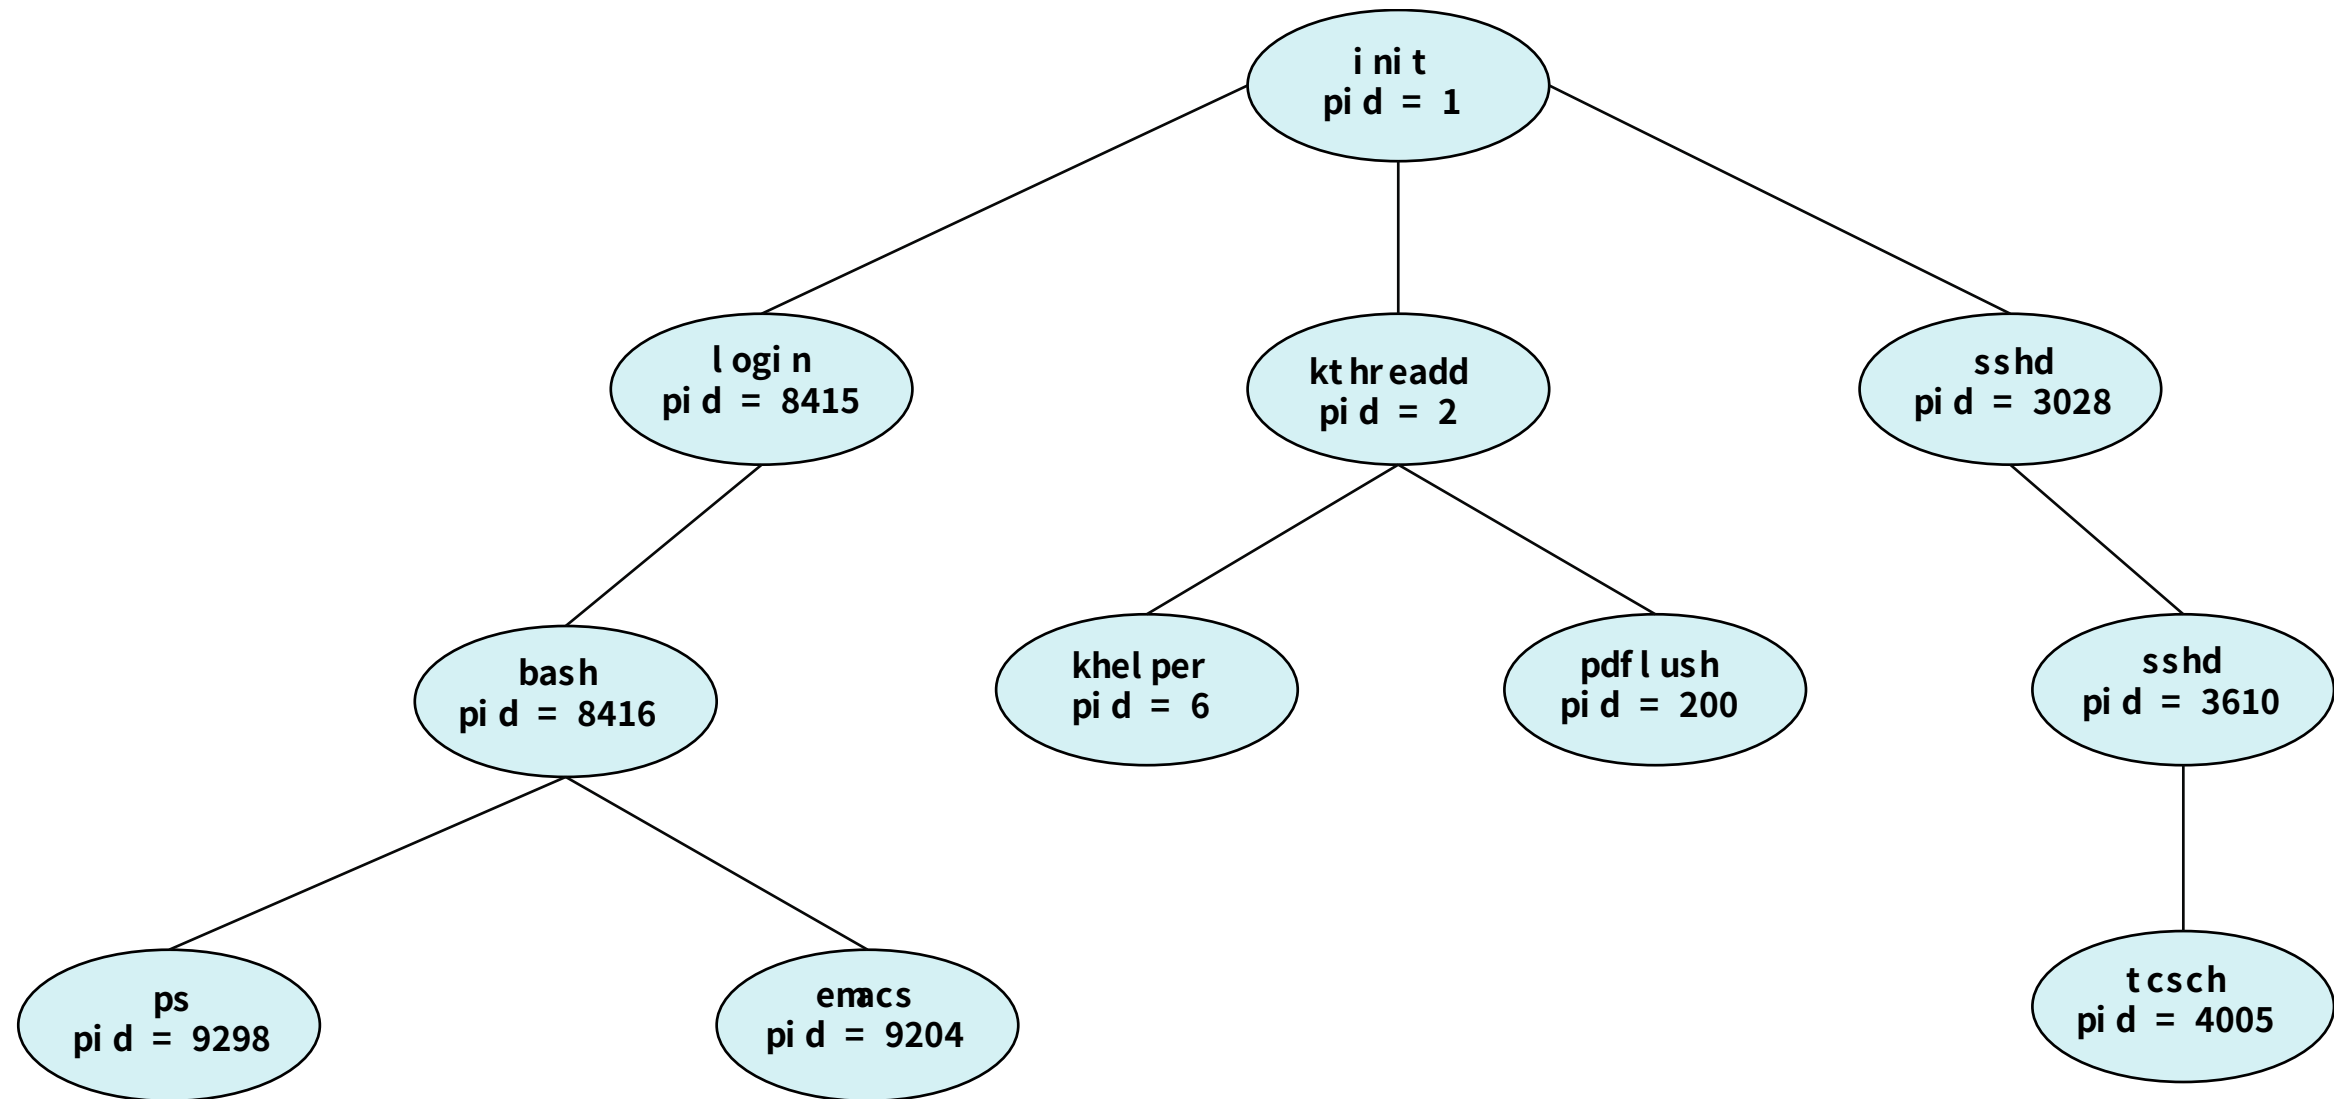 init
pid = 1
login
pid = 8415
kthreadd
pid = 2
sshd
pid = 3028
bash
pid = 8416
khelper
pid = 6
pdflush
pid = 200
sshd
pid = 3610
ps
pid = 9298
emacs
pid = 9204
tcsch
pid = 4005